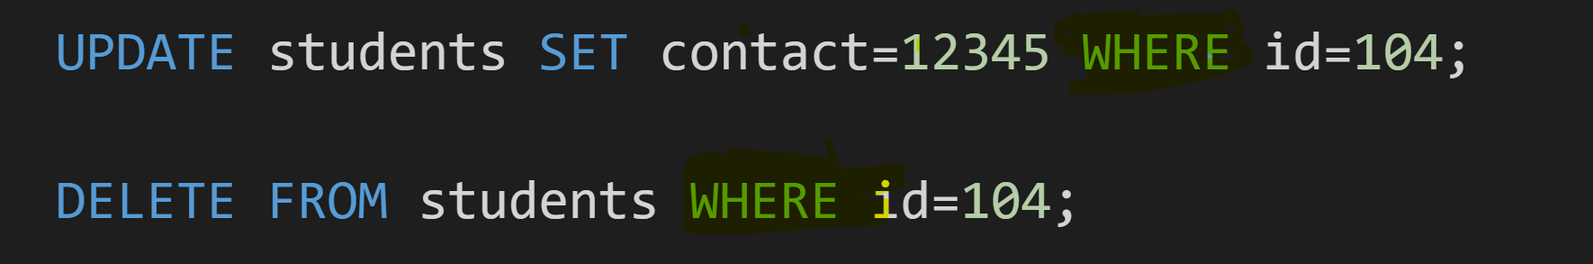 UPDATE students SET contact=12345 WHERE id=104;
DELETE FROM students WHERE id=104;